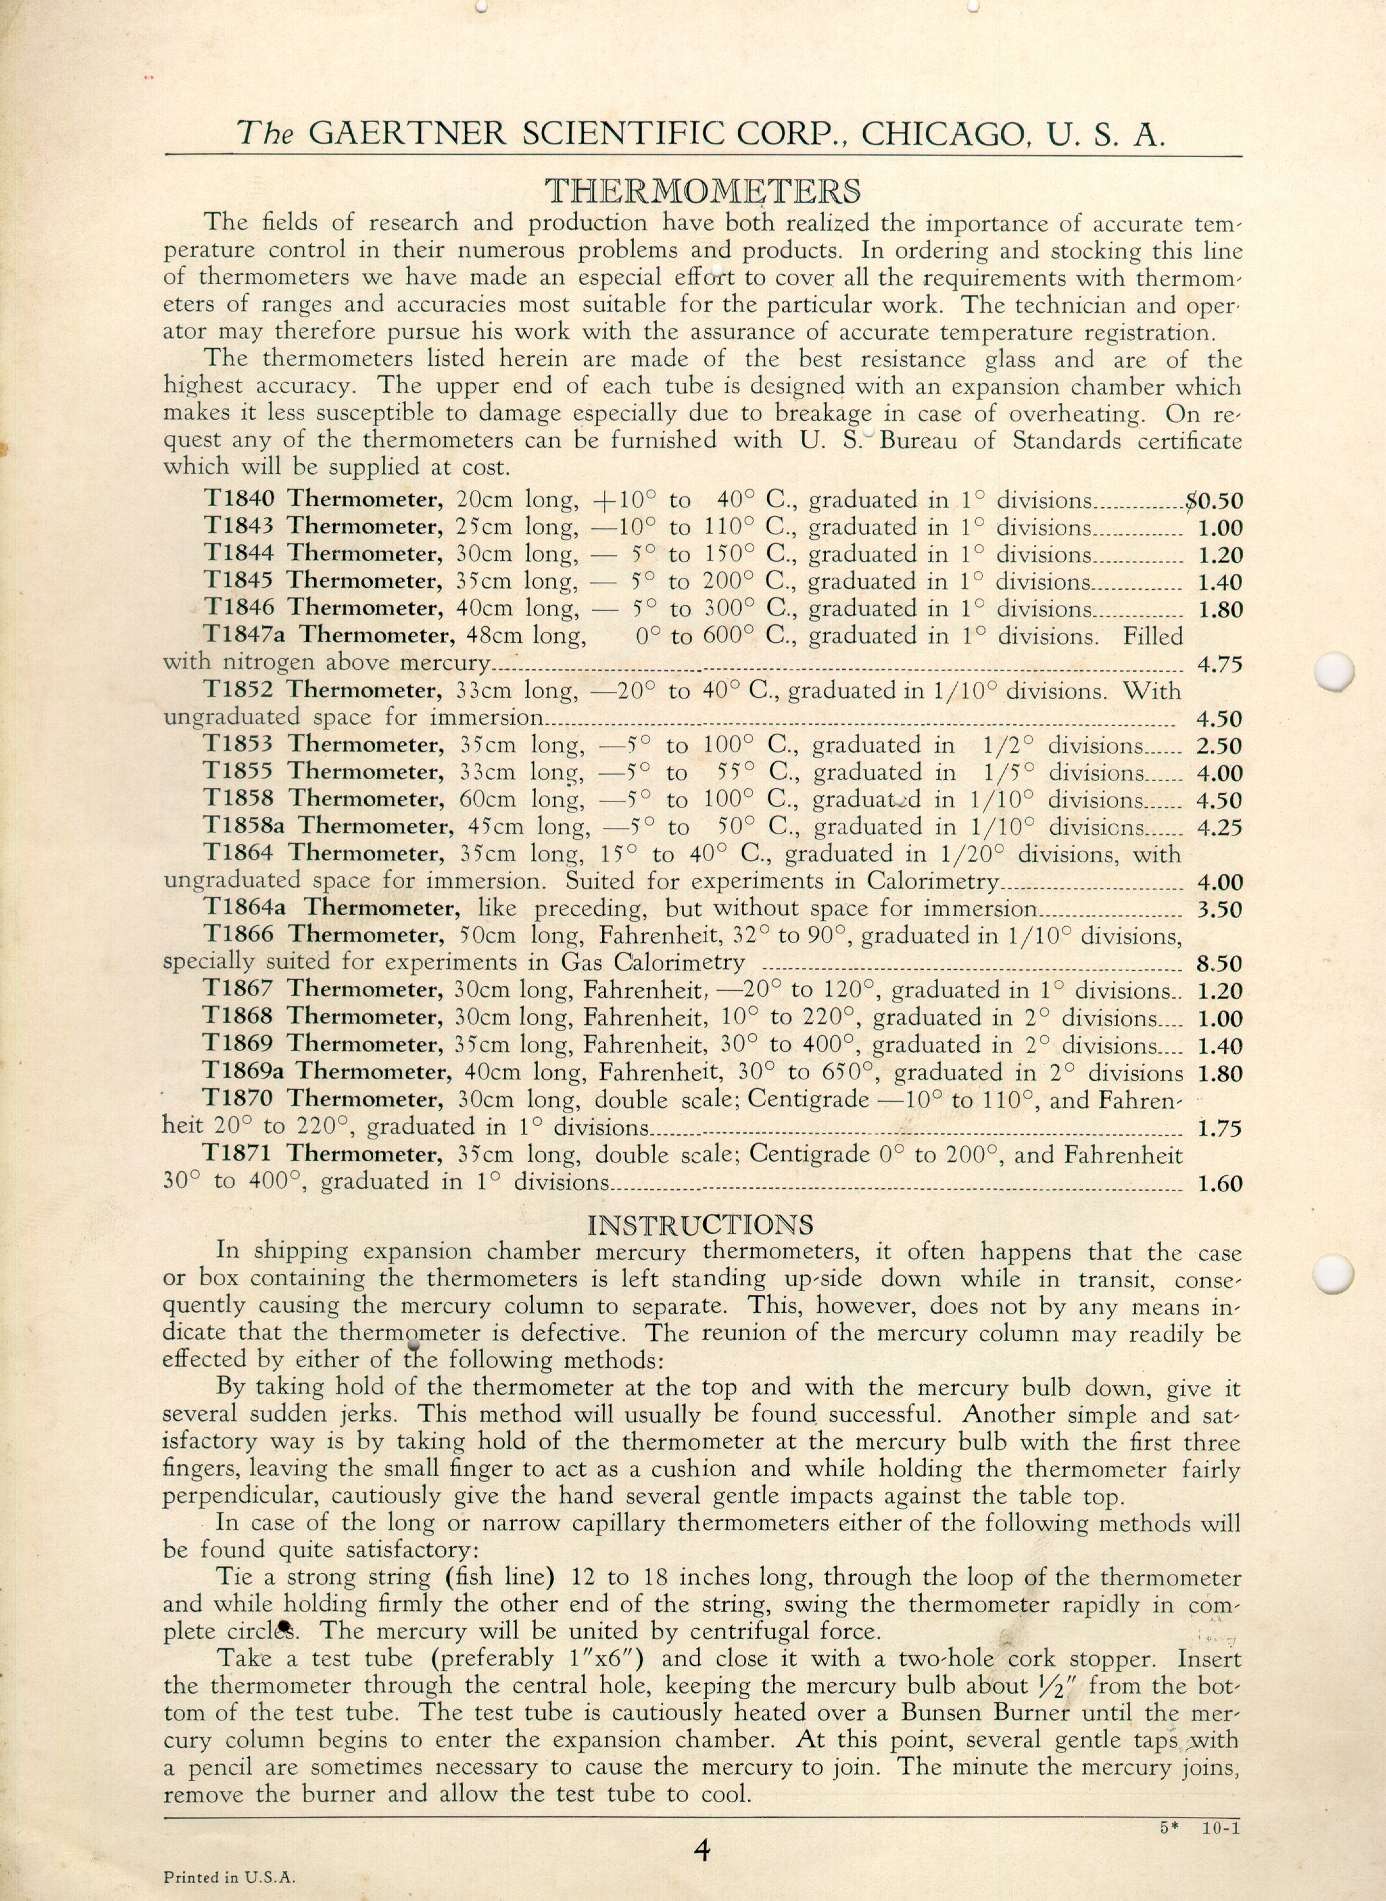 The GAERTNER SCIENTIFIC CORP., CHICAGO, U. S. A.
THERMOMETERS
The fields of research and production have both realized the importance of accurate tem-
perature control in their numerous problems and products. In ordering and stocking this line
of thermometers we have made an especial effort to cover all the requirements with thermom-
eters of ranges and accuracies most suitable for the particular work. The technician and oper-
ator may therefore pursue his work with the assurance of accurate temperature registration.
The thermometers listed herein are made of the best resistance glass and are of the
highest accuracy. The upper end of each tube is designed with an expansion chamber which
makes it less susceptible to damage especially due to breakage in case of overheating. On re-
quest any of the thermometers can be furnished with U. S. Bureau of Standards certificate
which will be supplied at cost.
T1840 Thermometer, 20cm long, +10° to 40° C., graduated in 1° divisions.............$0.50
T1843 Thermometer, 25cm long, —10° to 110° C., graduated in 1° divisions............. 1.00
T1844 Thermometer, 30cm long, — 5° to 150° C., graduated in 1° divisions............. 1.20
T1845 Thermometer, 35cm long, — 5° to 200° C., graduated in 1° divisions............. 1.40
T1846 Thermometer, 40cm long, — 5° to 300° C., graduated in 1° divisions............. 1.80
T1847a Thermometer, 48cm long, 0° to 600° C., graduated in 1° divisions. Filled
with nitrogen above mercury............. 4.75
T1852 Thermometer, 33cm long, —20° to 40° C., graduated in 1/10° divisions. With
ungraduated space for immersion............. 4.50
T1853 Thermometer, 35cm long, —5° to 100° C., graduated in 1/2° divisions...... 2.50
T1855 Thermometer, 33cm long, —5° to 55° C., graduated in 1/5° divisions...... 4.00
T1858 Thermometer, 60cm long, —5° to 100° C., graduated in 1/10° divisions...... 4.50
T1858a Thermometer, 45cm long, —5° to 50° C., graduated in 1/10° divisions...... 4.25
T1864 Thermometer, 35cm long, 15° to 40° C., graduated in 1/20° divisions, with
ungraduated space for immersion. Suited for experiments in Calorimetry............. 4.00
T1864a Thermometer, like preceding, but without space for immersion............. 3.50
T1866 Thermometer, 50cm long, Fahrenheit, 32° to 90°, graduated in 1/10° divisions,
specially suited for experiments in Gas Calorimetry ............. 8.50
T1867 Thermometer, 30cm long, Fahrenheit, —20° to 120°, graduated in 1° divisions.. 1.20
T1868 Thermometer, 30cm long, Fahrenheit, 10° to 220°, graduated in 2° divisions.... 1.00
T1869 Thermometer, 35cm long, Fahrenheit, 30° to 400°, graduated in 2° divisions.... 1.40
T1869a Thermometer, 40cm long, Fahrenheit, 30° to 650°, graduated in 2° divisions 1.80
T1870 Thermometer, 30cm long, double scale; Centigrade —10° to 110°, and Fahren-
heit 20° to 220°, graduated in 1° divisions............. 1.75
T1871 Thermometer, 35cm long, double scale; Centigrade 0° to 200°, and Fahrenheit
30° to 400°, graduated in 1° divisions............. 1.60
INSTRUCTIONS
In shipping expansion chamber mercury thermometers, it often happens that the case
or box containing the thermometers is left standing up-side down while in transit, conse-
quently causing the mercury column to separate. This, however, does not by any means in-
dicate that the thermometer is defective. The reunion of the mercury column may readily be
effected by either of the following methods:
By taking hold of the thermometer at the top and with the mercury bulb down, give it
several sudden jerks. This method will usually be found successful. Another simple and sat-
isfactory way is by taking hold of the thermometer at the mercury bulb with the first three
fingers, leaving the small finger to act as a cushion and while holding the thermometer fairly
perpendicular, cautiously give the hand several gentle impacts against the table top.
In case of the long or narrow capillary thermometers either of the following methods will
be found quite satisfactory:
Tie a strong string (fish line) 12 to 18 inches long, through the loop of the thermometer
and while holding firmly the other end of the string, swing the thermometer rapidly in com-
plete circles. The mercury will be united by centrifugal force.
Take a test tube (preferably 1"x6") and close it with a two-hole cork stopper. Insert
the thermometer through the central hole, keeping the mercury bulb about ½" from the bot-
tom of the test tube. The test tube is cautiously heated over a Bunsen Burner until the mer-
cury column begins to enter the expansion chamber. At this point, several gentle taps with
a pencil are sometimes necessary to cause the mercury to join. The minute the mercury joins,
remove the burner and allow the test tube to cool.
5* 10-1
4
Printed in U.S.A.